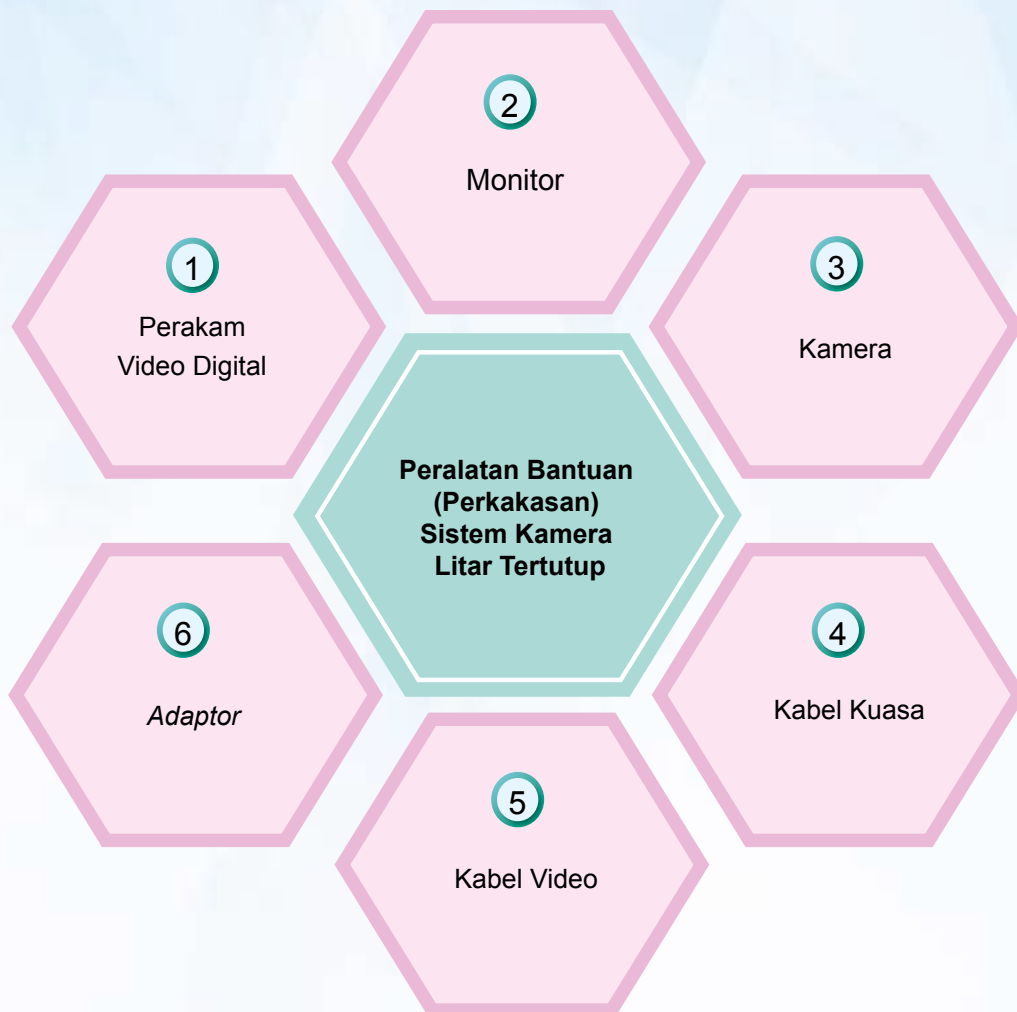 1
Perakam
Video Digital
2
Monitor
3
Kamera
Peralatan Bantuan
(Perkakasan)
Sistem Kamera
Litar Tertutup
4
Kabel Kuasa
5
Kabel Video
6
Adaptor